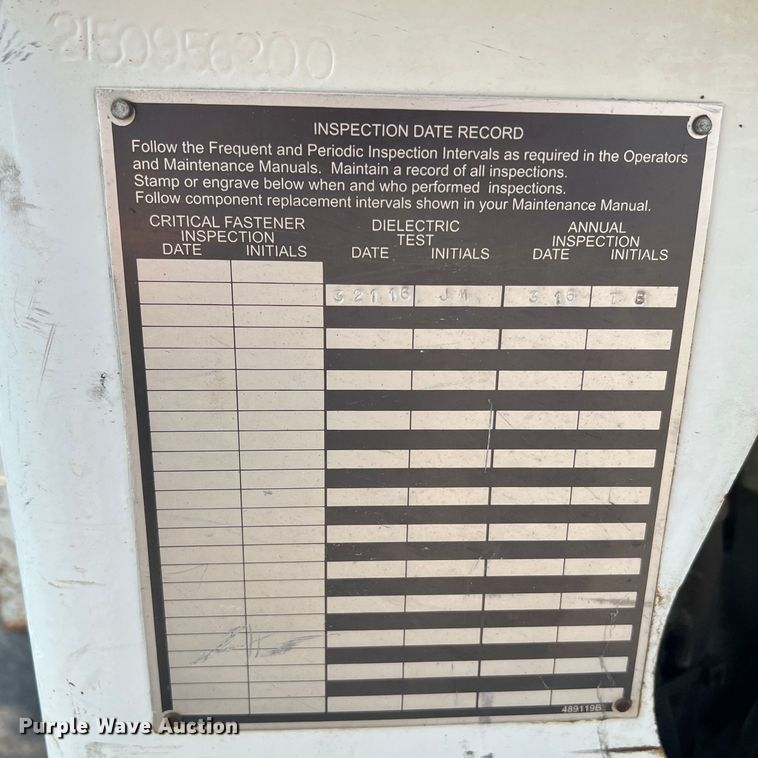 2150956200
INSPECTION DATE RECORD
Follow the Frequent and Periodic Inspection Intervals as required in the Operators
and Maintenance Manuals. Maintain a record of all inspections.
Stamp or engrave below when and who performed inspections.
Follow component replacement intervals shown in your Maintenance Manual.
CRITICAL FASTENER INSPECTION
DATE INITIALS
DIELECTRIC TEST
DATE INITIALS
ANNUAL INSPECTION
DATE INITIALS
3 21 16 J M 3 16 T B
489119B
Purple Wave Auction